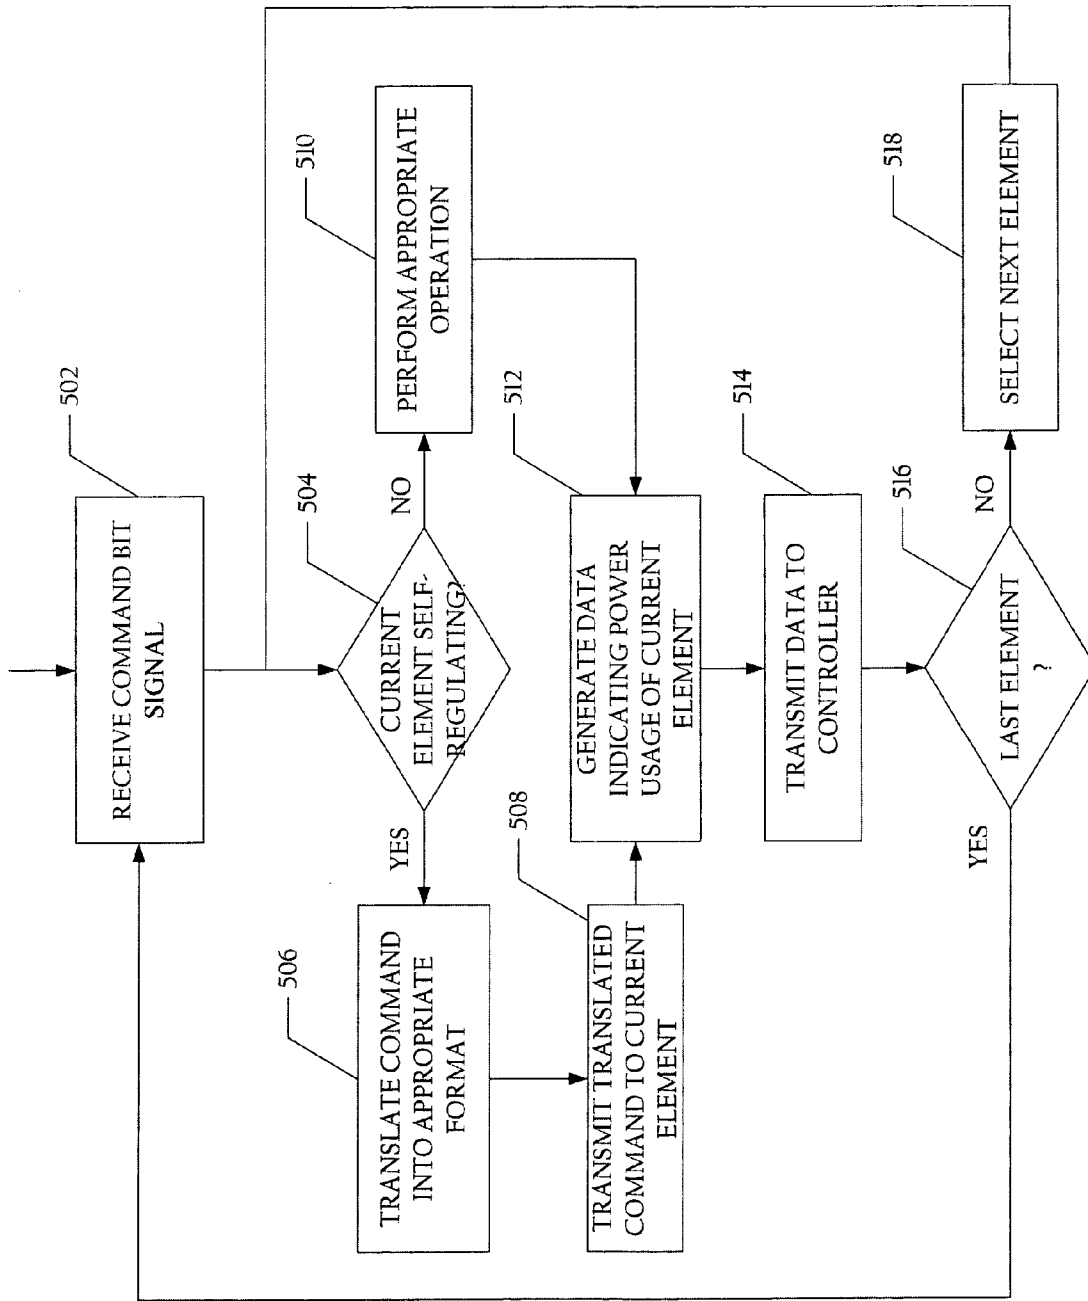 RECEIVE COMMAND BIT
SIGNAL
502
CURRENT
ELEMENT SELF-
REGULATING?
504
NO
YES
PERFORM APPROPRIATE
OPERATION
510
TRANSLATE COMMAND
INTO APPROPRIATE
FORMAT
506
TRANSMIT TRANSLATED
COMMAND TO CURRENT
ELEMENT
508
GENERATE DATA
INDICATING POWER
USAGE OF CURRENT
ELEMENT
512
TRANSMIT DATA TO
CONTROLLER
514
LAST ELEMENT
?
516
YES
NO
SELECT NEXT ELEMENT
518